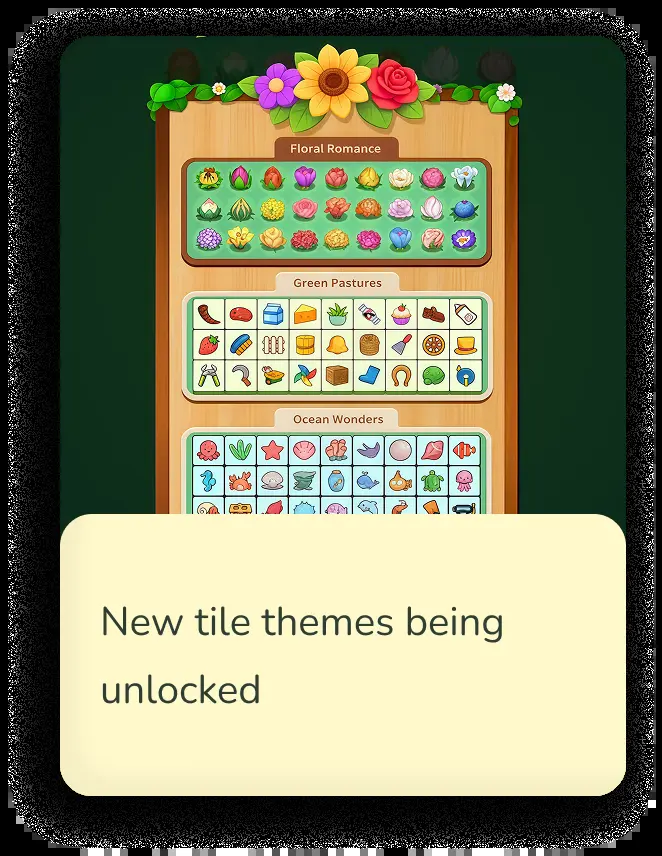 Floral Romance
Green Pastures
Ocean Wonders
New tile themes being
unlocked